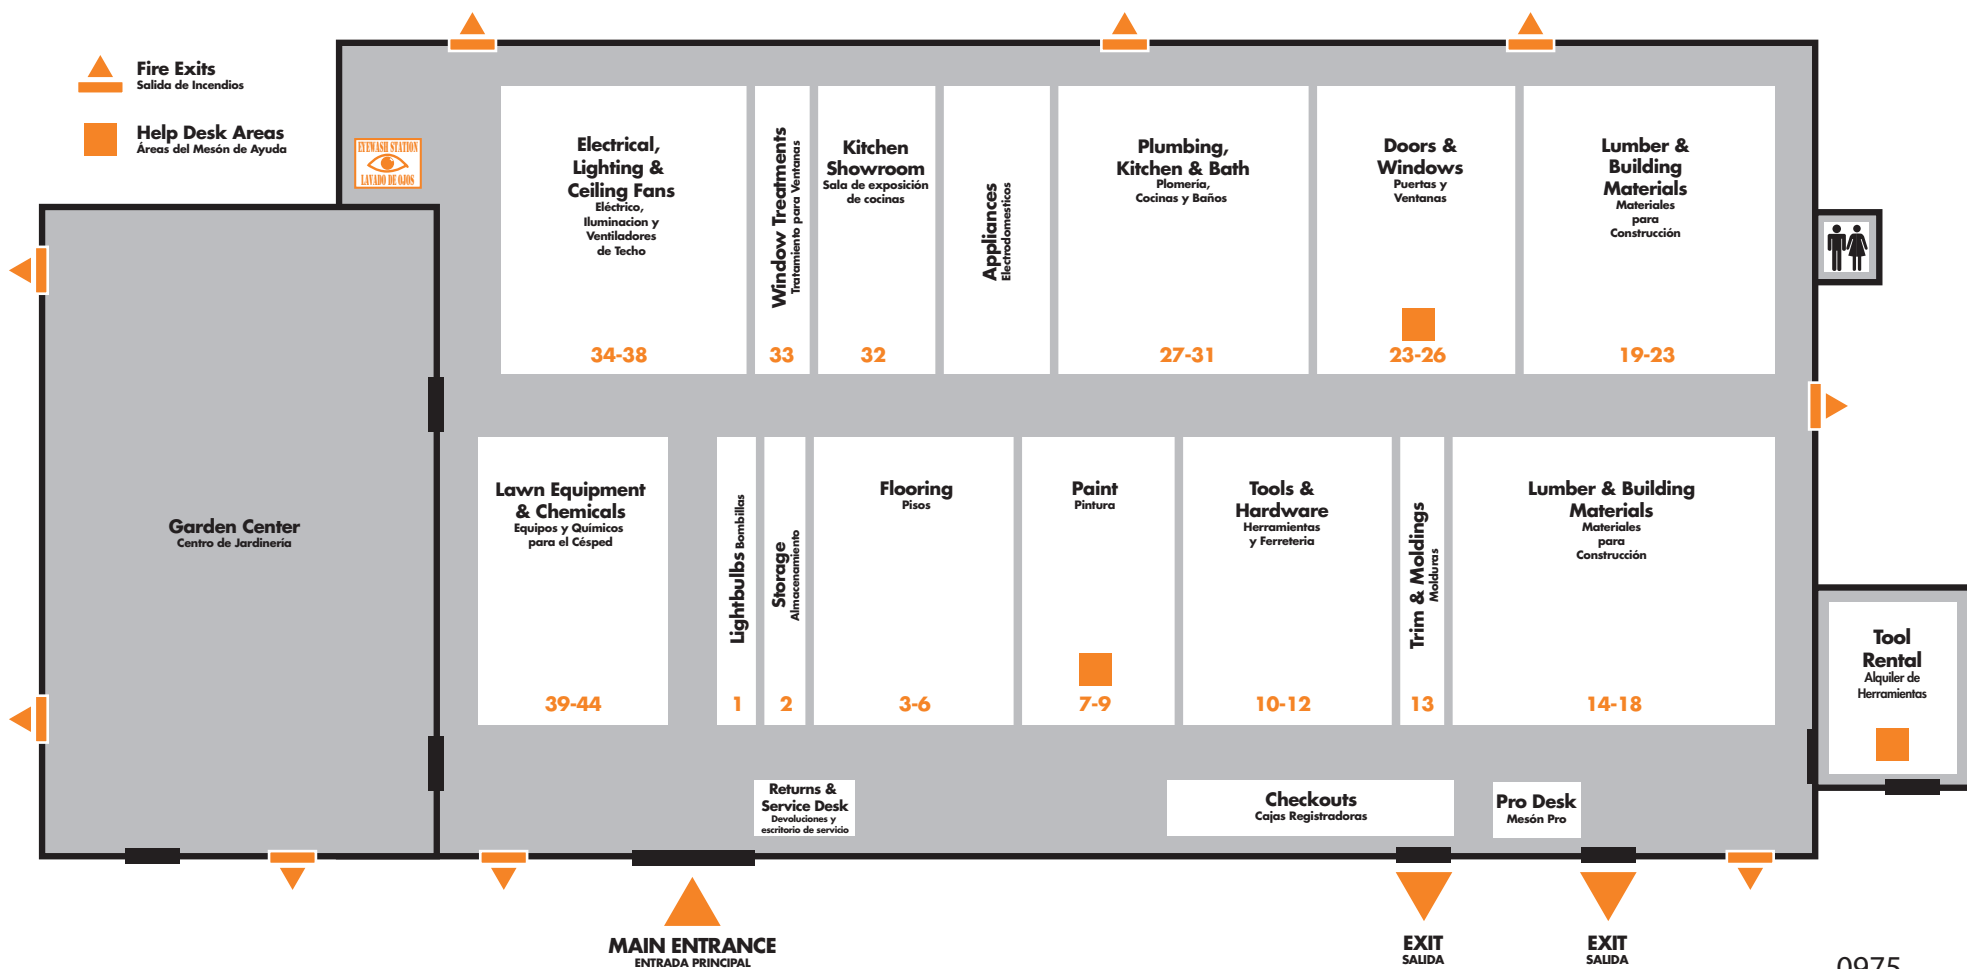 Fire Exits
Salida de Incendios
Help Desk Areas
Áreas del Mesón de Ayuda
EYEWASH STATION
LAVADO DE OJOS
Electrical,
Lighting &
Ceiling Fans
Eléctrico,
Iluminacion y
Ventiladores
de Techo
34-38
Window Treatments
Tratamiento para Ventanas
33
Kitchen
Showroom
Sala de exposición
de cocinas
32
Appliances
Electrodomesticos
Plumbing,
Kitchen & Bath
Plomería,
Cocinas y Baños
27-31
Doors &
Windows
Puertas y
Ventanas
23-26
Lumber &
Building
Materials
Materiales
para
Construcción
19-23
Garden Center
Centro de Jardinería
Lawn Equipment
& Chemicals
Equipos y Químicos
para el Césped
39-44
Lightbulbs Bombillas
1
Storage
Almacenamiento
2
Flooring
Pisos
3-6
Paint
Pintura
7-9
Tools &
Hardware
Herramientas
y Ferreteria
10-12
Trim & Moldings
Molduras
13
Lumber & Building
Materials
Materiales
para
Construcción
14-18
Tool
Rental
Alquiler de
Herramientas
Returns &
Service Desk
Devoluciones y
escritorio de servicio
Checkouts
Cajas Registradoras
Pro Desk
Mesón Pro
MAIN ENTRANCE
ENTRADA PRINCIPAL
EXIT
SALIDA
EXIT
SALIDA
0975